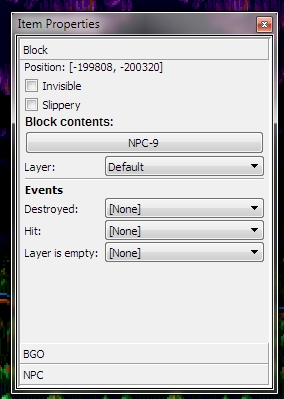 Item Properties
Block
Position: [-199808, -200320]
Invisible
Slippery
Block contents:
NPC-9
Layer: Default
Events
Destroyed: [None]
Hit: [None]
Layer is empty: [None]
BGO
NPC